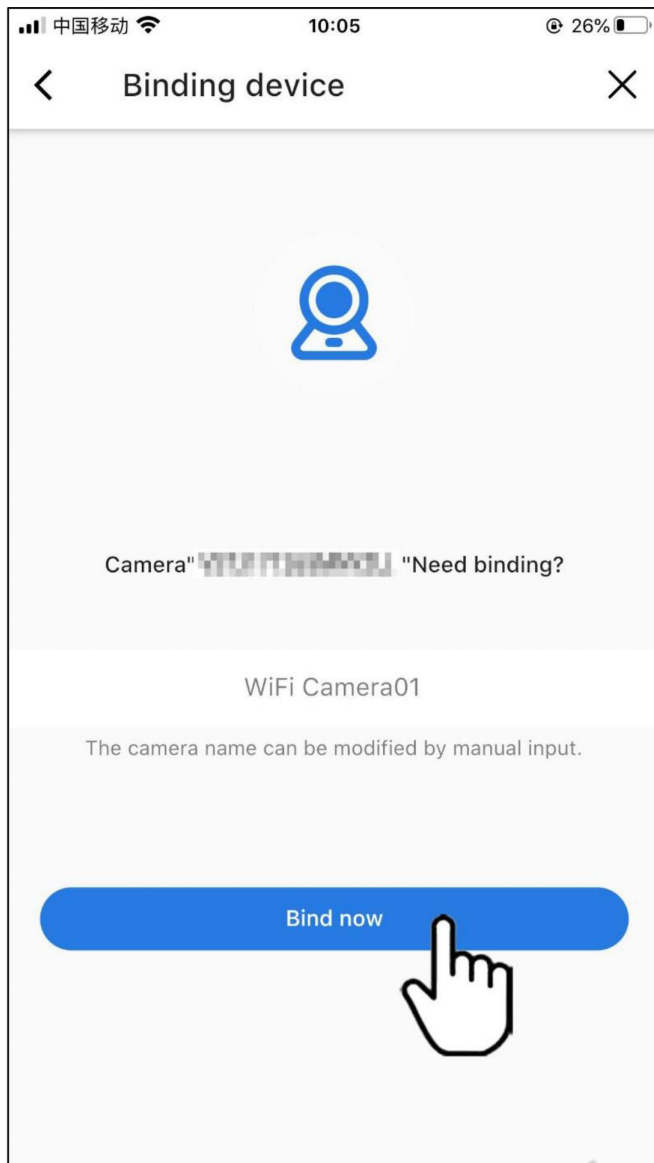 中国移动 10:05 26%
Binding device
Camera" "Need binding?
WiFi Camera01
The camera name can be modified by manual input.
Bind now